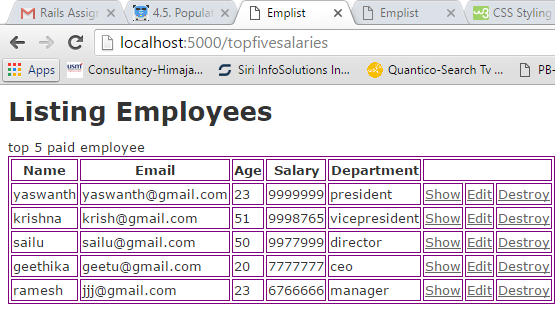 Rails Assig
4.5. Populat
Emplist
Emplist
CSS Styling
localhost:5000/topfivesalaries
Apps
usnf
Consultancy-Himaja...
Siri InfoSolutions In...
Quantico-Search Tv ...
PB-
Listing Employees
top 5 paid employee
Name Email Age Salary Department
yaswanth yaswanth@gmail.com 23 9999999 president Show Edit Destroy
krishna krish@gmail.com 51 9998765 vicepresident Show Edit Destroy
sailu sailu@gmail.com 50 9977999 director Show Edit Destroy
geethika geetu@gmail.com 20 7777777 ceo Show Edit Destroy
ramesh jjj@gmail.com 23 6766666 manager Show Edit Destroy